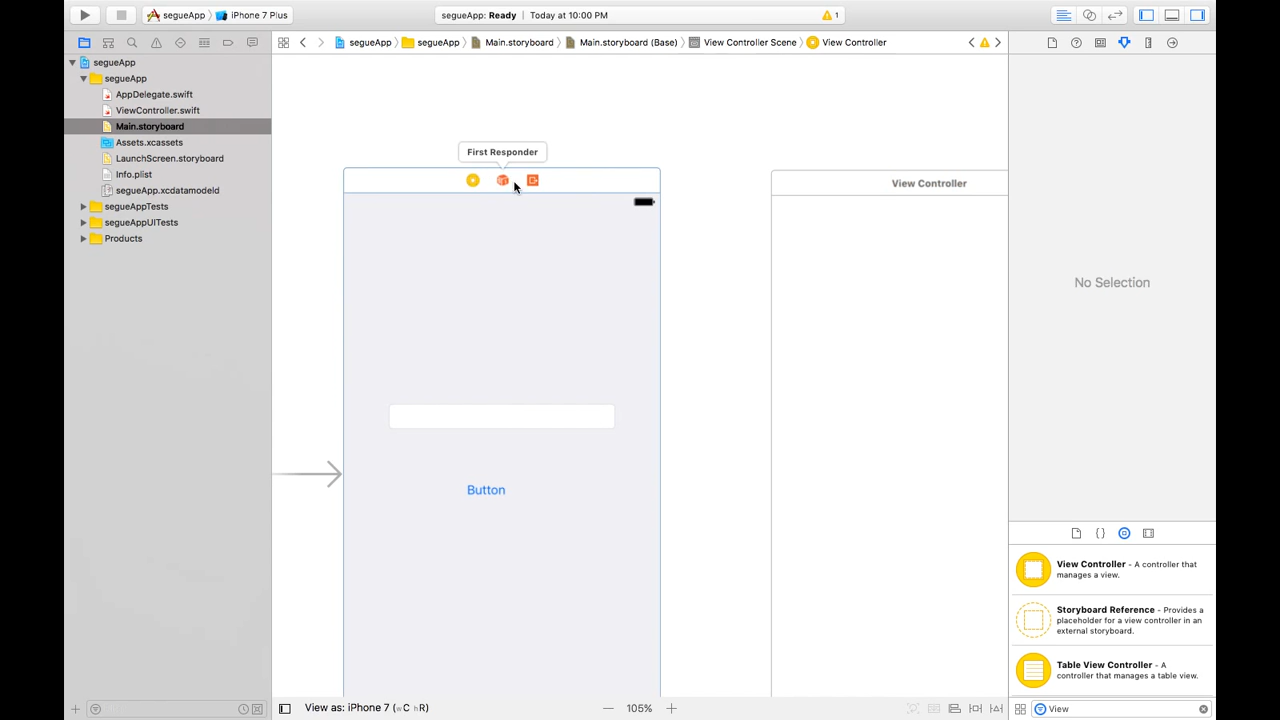 segueApp
iPhone 7 Plus
segueApp: Ready
Today at 10:00 PM
1
segueApp
segueApp
Main.storyboard
Main.storyboard (Base)
View Controller Scene
View Controller
segueApp
segueApp
AppDelegate.swift
ViewController.swift
Main.storyboard
Assets.xcassets
LaunchScreen.storyboard
Info.plist
segueApp.xcdatamodeld
segueAppTests
segueAppUITests
Products
First Responder
Button
View Controller
No Selection
View Controller - A controller that
manages a view.
Storyboard Reference - Provides a
placeholder for a view controller in an
external storyboard.
Table View Controller - A
controller that manages a table view.
View as: iPhone 7 (wC hR)
105%
View